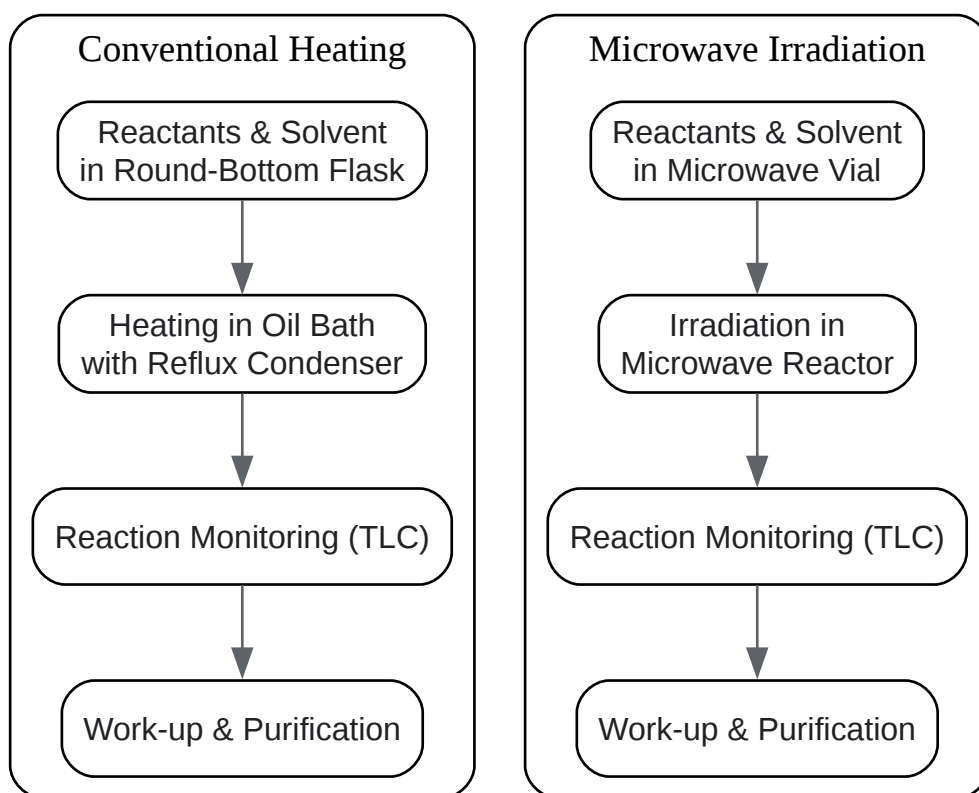 Conventional Heating
Reactants & Solvent
in Round-Bottom Flask
Heating in Oil Bath
with Reflux Condenser
Reaction Monitoring (TLC)
Work-up & Purification
Microwave Irradiation
Reactants & Solvent
in Microwave Vial
Irradiation in
Microwave Reactor
Reaction Monitoring (TLC)
Work-up & Purification